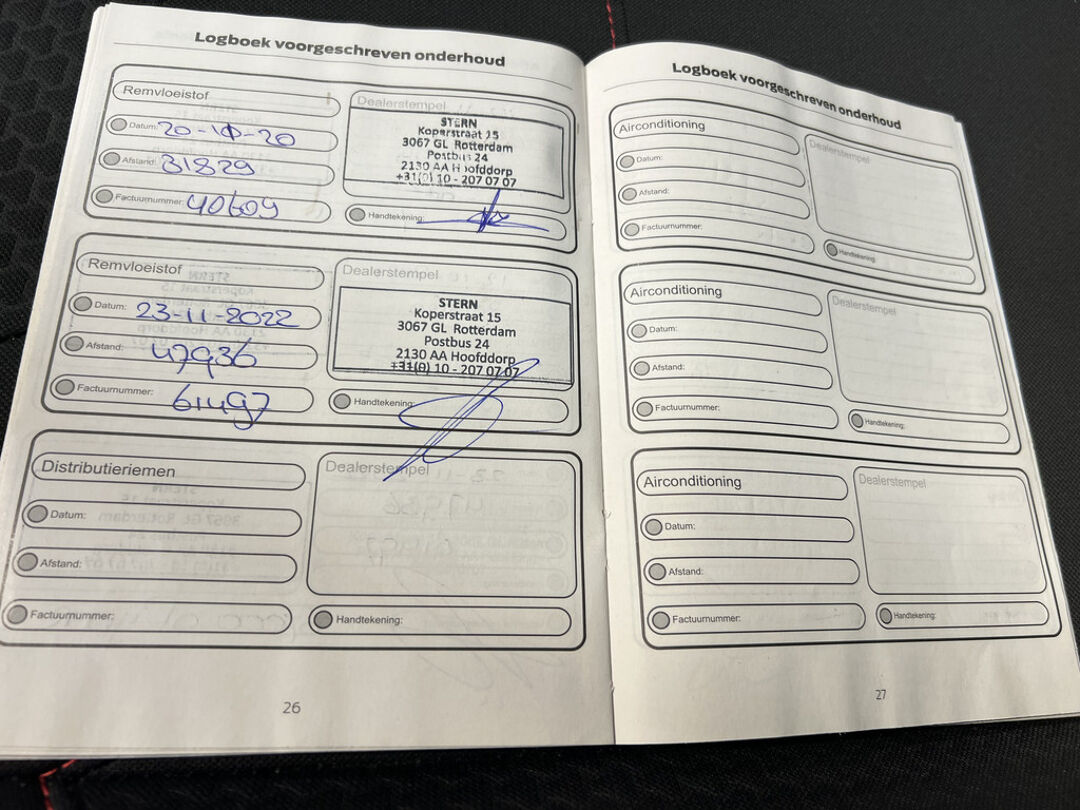 Logboek voorgeschreven onderhoud
Remvloeistof
Datum: 20-10-20
Afstand: 31829
Factuurnummer: 40609
Dealerstempel
STERN
Koperstraat 15
3067 GL Rotterdam
Postbus 24
2130 AA Hoofddorp
+31(0) 10 - 207 07 07
Handtekening:
Remvloeistof
Datum: 23-11-2022
Afstand: 47936
Factuurnummer: 61497
Dealerstempel
STERN
Koperstraat 15
3067 GL Rotterdam
Postbus 24
2130 AA Hoofddorp
+31(0) 10 - 207 07 07
Handtekening:
Distributieriemen
Datum:
Afstand:
Factuurnummer:
Dealerstempel
Handtekening:
26
Logboek voorgeschreven onderhoud
Airconditioning
Datum:
Afstand:
Factuurnummer:
Dealerstempel
Handtekening:
Airconditioning
Datum:
Afstand:
Factuurnummer:
Dealerstempel
Handtekening:
Airconditioning
Datum:
Afstand:
Factuurnummer:
Dealerstempel
Handtekening:
27